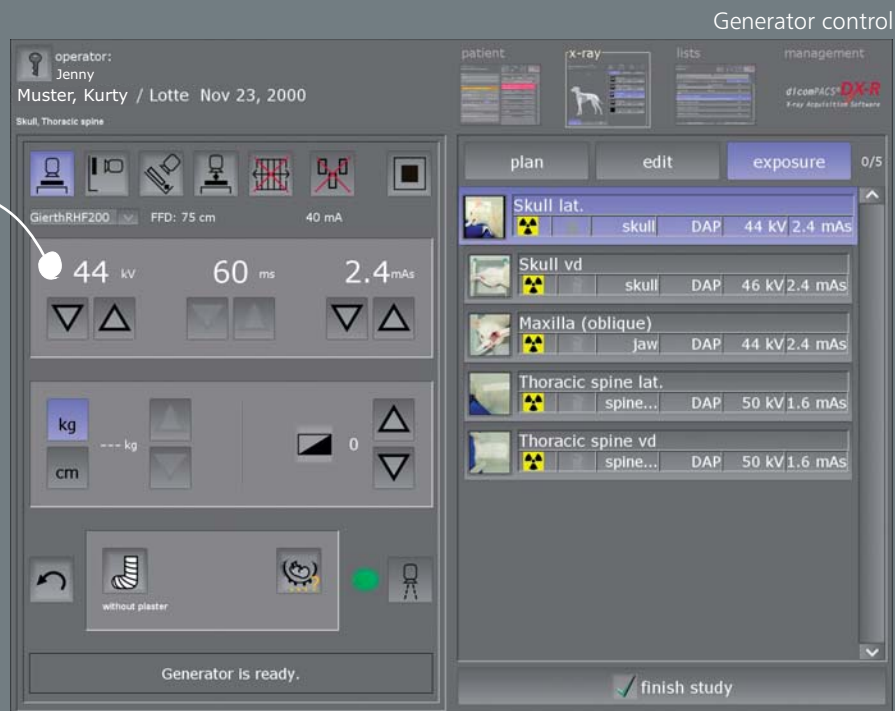 Generator control
operator:
Jenny
Muster, Kurty / Lotte Nov 23, 2000
Skull, Thoracic spine
patient
x-ray
lists
management
dicomPACS® DX-R
X-ray Acquisition Software
GierthRHF200 FFD: 75 cm 40 mA
44 kV 60 ms 2.4 mAs
kg
--- kg 0
cm
without plaster
Generator is ready.
plan edit exposure 0/5
Skull lat.
skull DAP 44 kV 2.4 mAs
Skull vd
skull DAP 46 kV 2.4 mAs
Maxilla (oblique)
jaw DAP 44 kV 2.4 mAs
Thoracic spine lat.
spine... DAP 50 kV 1.6 mAs
Thoracic spine vd
spine... DAP 50 kV 1.6 mAs
finish study